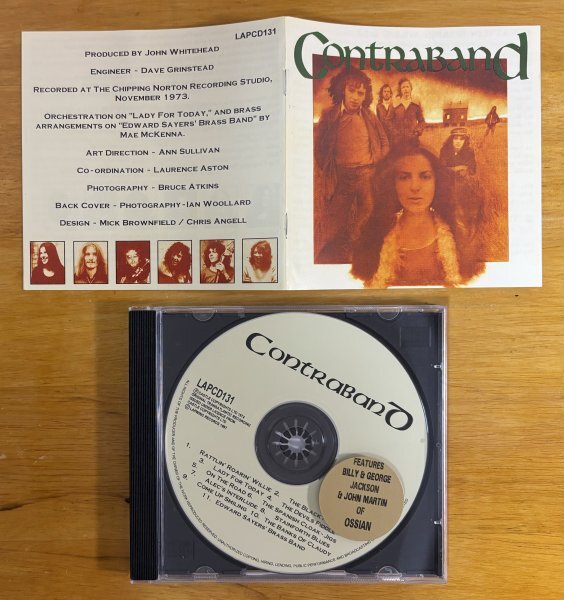 LAPCD131
Produced by John Whitehead
Engineer - Dave Grinstead
Recorded at The Chipping Norton Recording Studio,
November 1973.
Orchestration on "Lady For Today," and brass
arrangements on "Edward Sayers' Brass Band" by
Mae McKenna.
Art Direction - Ann Sullivan
Co-ordination - Laurence Aston
Photography - Bruce Atkins
Back Cover - Photography - Ian Woollard
Design - Mick Brownfield / Chris Angell
Contraband
Contraband
LAPCD131
1. Rattlin' Roarin' Willie 2. The Black
3. Lady For Today 4. The Devils Fiddle
5. On The Road 6. The Spanish Cloak - Jigs
7. Alec's Interlude 8. Stainforth Blues
9. Come Up Smiling 10. The Banks Of Claudy
11. Edward Sayers' Brass Band
FEATURES
BILLY & GEORGE
JACKSON
& JOHN MARTIN
OF
OSSIAN